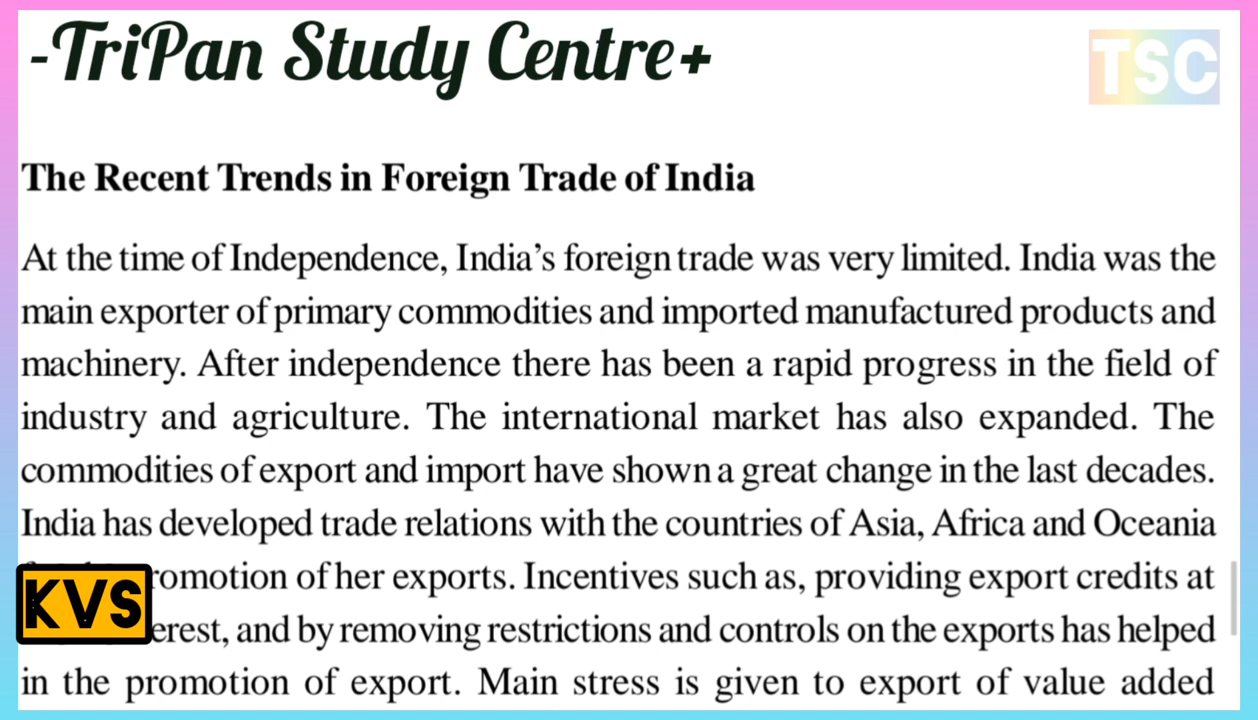 -TriPan Study Centre+
TSC
The Recent Trends in Foreign Trade of India
At the time of Independence, India's foreign trade was very limited. India was the
main exporter of primary commodities and imported manufactured products and
machinery. After independence there has been a rapid progress in the field of
industry and agriculture. The international market has also expanded. The
commodities of export and import have shown a great change in the last decades.
India has developed trade relations with the countries of Asia, Africa and Oceania
romotion of her exports. Incentives such as, providing export credits at
KVS
erest, and by removing restrictions and controls on the exports has helped
in the promotion of export. Main stress is given to export of value added